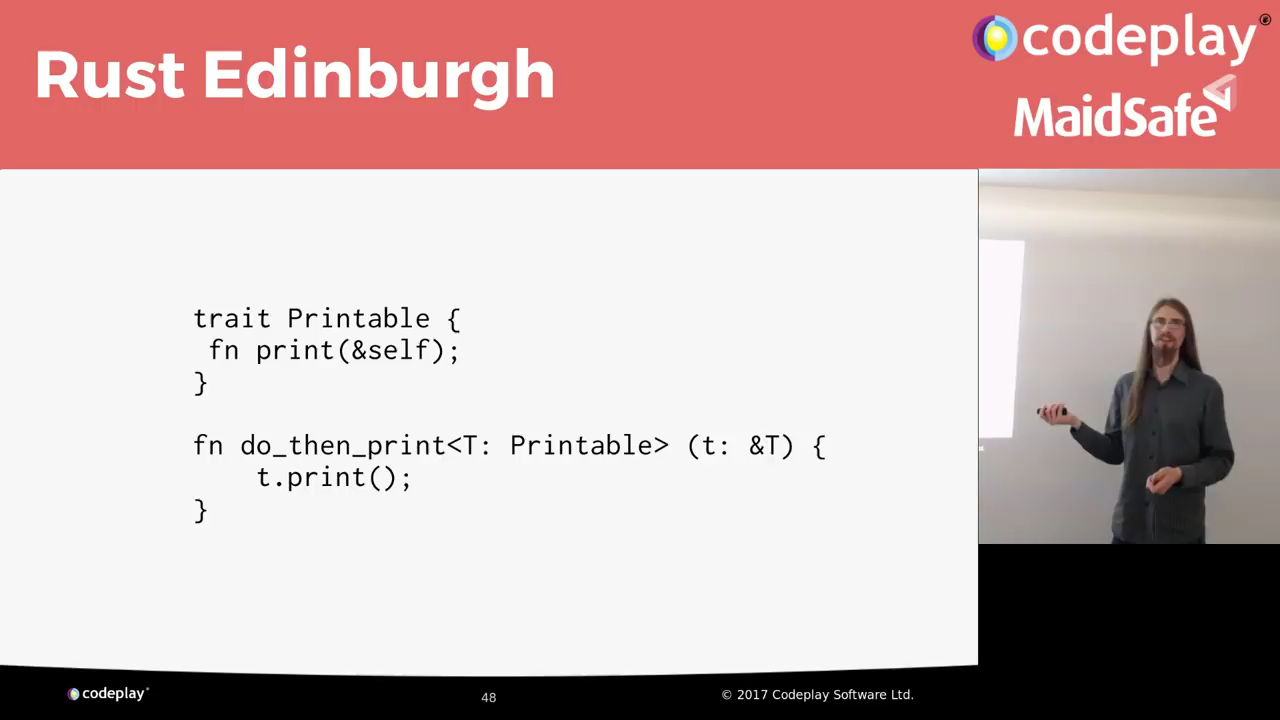 Rust Edinburgh
codeplay®
MaidSafe
trait Printable {
 fn print(&self);
}
fn do_then_print<T: Printable> (t: &T) {
    t.print();
}
codeplay®
48
© 2017 Codeplay Software Ltd.